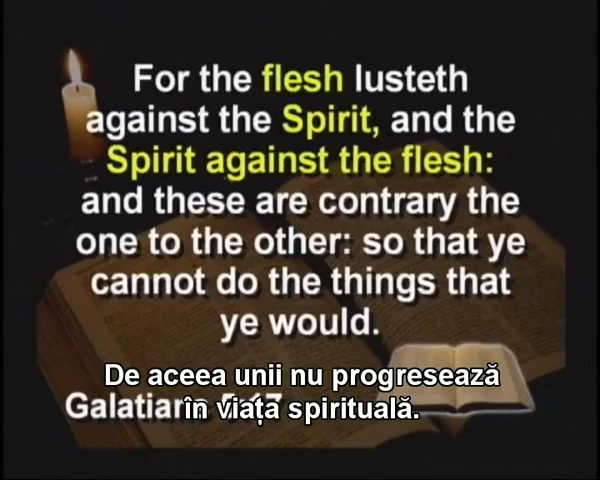 For the flesh lusteth
against the Spirit, and the
Spirit against the flesh:
and these are contrary the
one to the other: so that ye
cannot do the things that
ye would.
De aceea unii nu progresează
în viața spirituală.